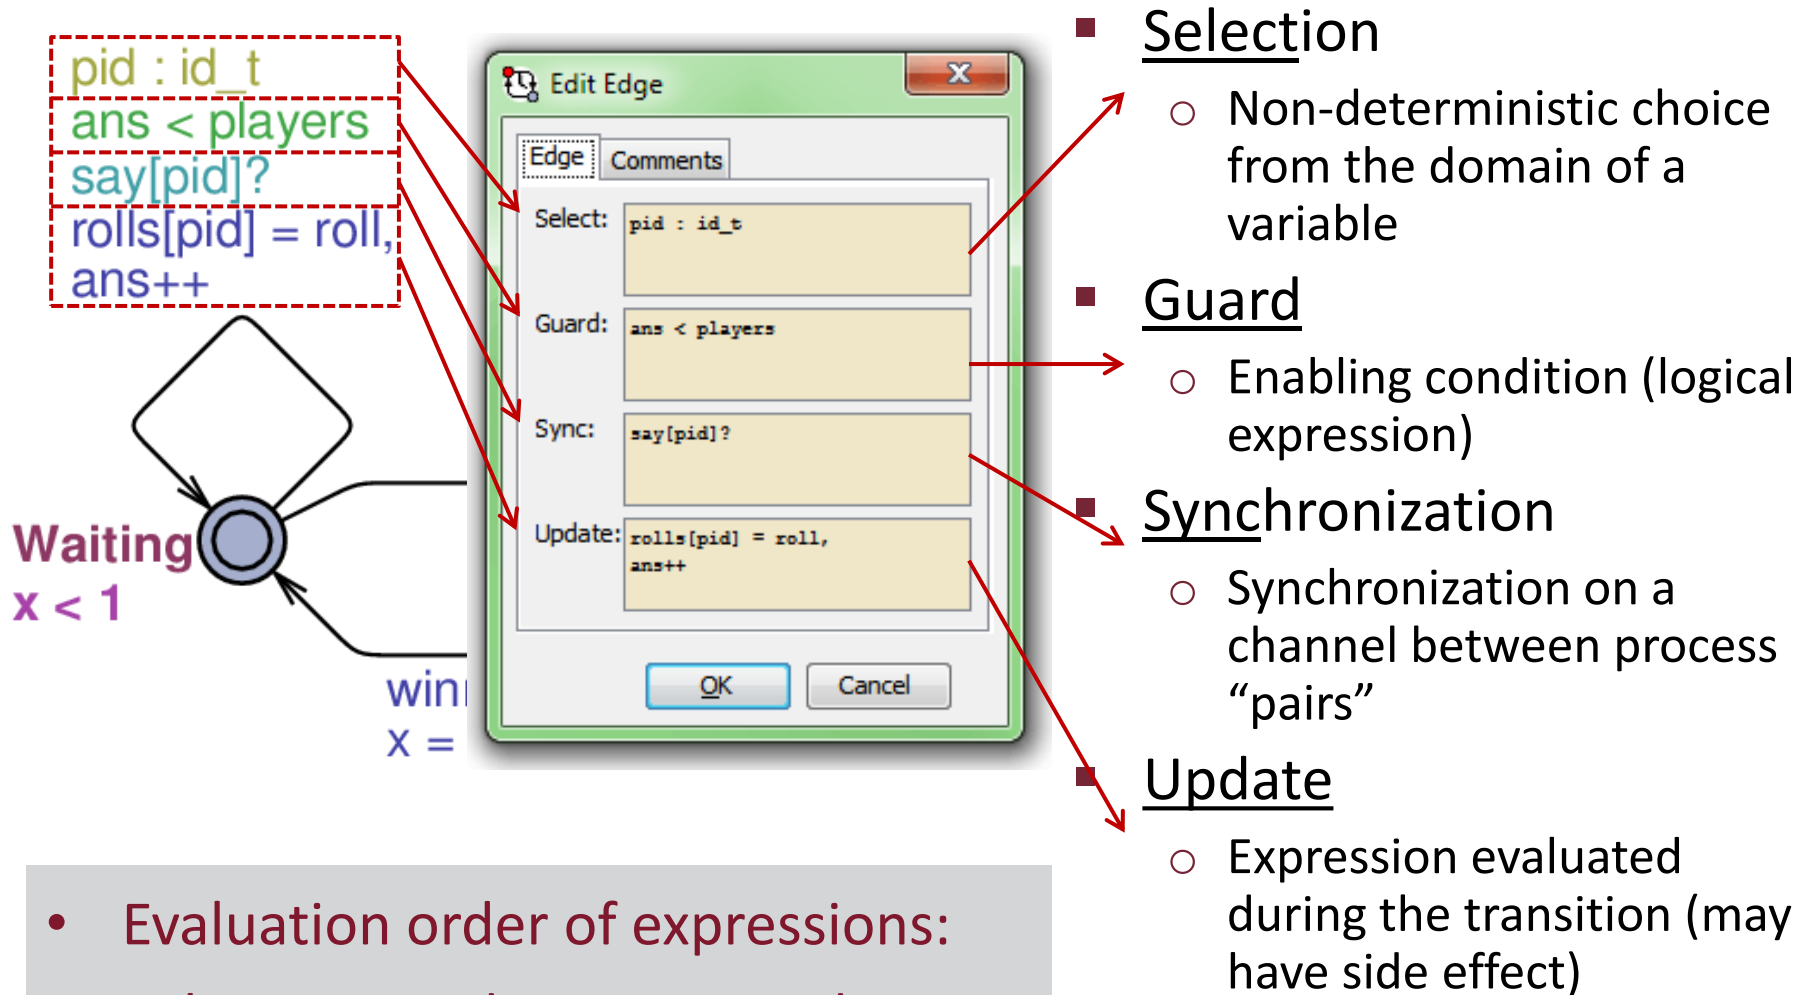 pid : id_t
ans < players
say[pid]?
rolls[pid] = roll,
ans++
Waiting
x < 1
x =
Edit Edge
Edge
Comments
Select:
pid : id_t
Guard:
ans < players
Sync:
say[pid]?
Update:
rolls[pid] = roll,
ans++
OK
Cancel
Selection
Non-deterministic choice
from the domain of a
variable
Guard
Enabling condition (logical
expression)
Synchronization
Synchronization on a
channel between process
“pairs”
Update
Expression evaluated
during the transition (may
have side effect)
• Evaluation order of expressions: